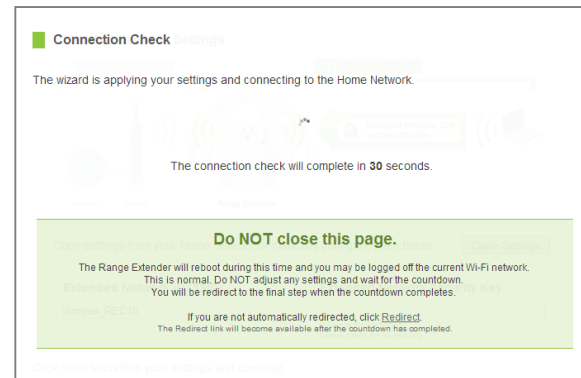 Connection Check Settings
The wizard is applying your settings and connecting to the Home Network.
The connection check will complete in 30 seconds.
Do NOT close this page.
The Range Extender will reboot during this time and you may be logged off the current Wi-Fi network.
This is normal. Do NOT adjust any settings and wait for the countdown.
You will be redirect to the final step when the countdown completes.
If you are not automatically redirected, click Redirect.
The Redirect link will become available after the countdown has completed.